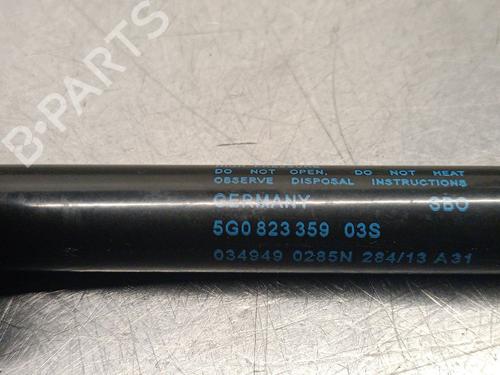 B-PARTS
DO NOT OPEN, DO NOT HEAT
OBSERVE DISPOSAL INSTRUCTIONS
GERMANY SBO
5G0 823 359 03S
034949 0285N 284/13 A31